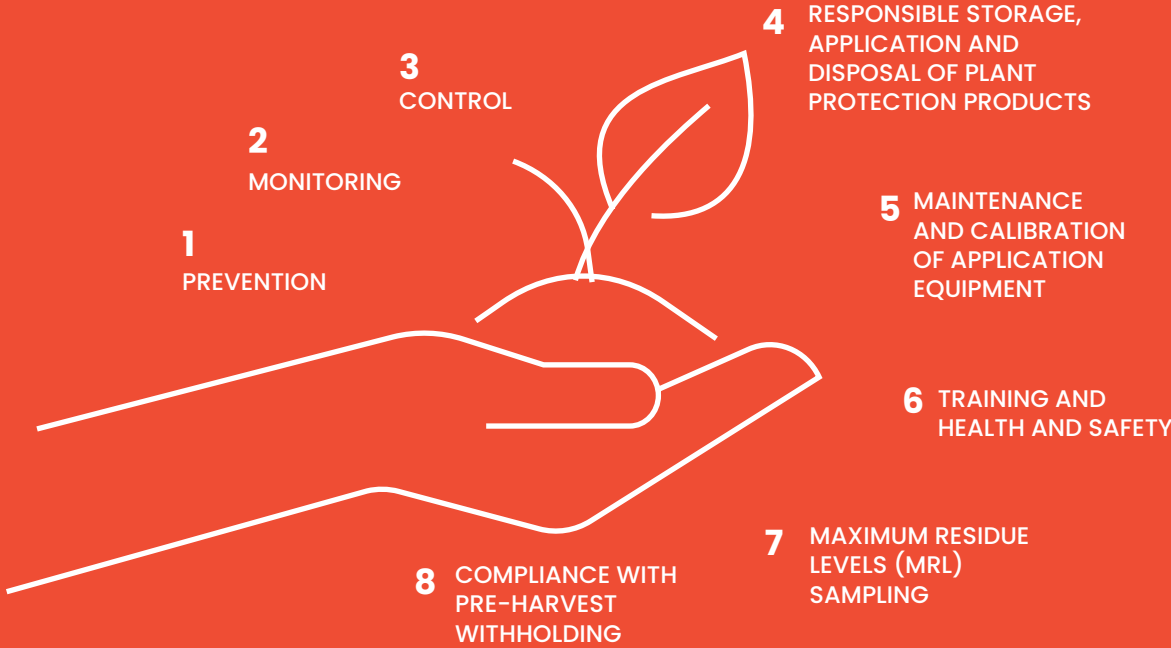 1
PREVENTION
2
MONITORING
3
CONTROL
4 RESPONSIBLE STORAGE,
APPLICATION AND
DISPOSAL OF PLANT
PROTECTION PRODUCTS
5 MAINTENANCE
AND CALIBRATION
OF APPLICATION
EQUIPMENT
6 TRAINING AND
HEALTH AND SAFETY
7 MAXIMUM RESIDUE
LEVELS (MRL)
SAMPLING
8 COMPLIANCE WITH
PRE-HARVEST
WITHHOLDING